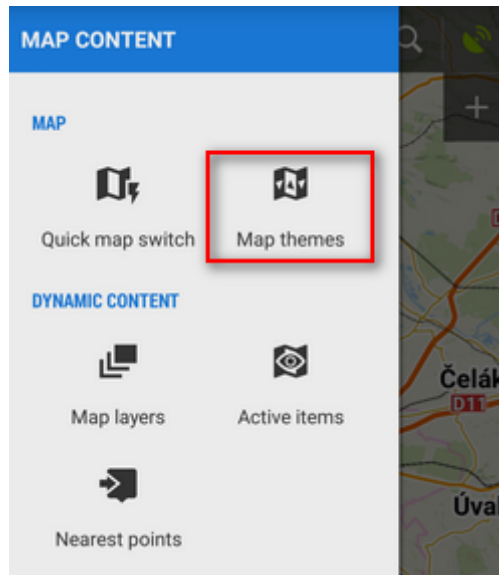 MAP CONTENT
MAP
Quick map switch
Map themes
DYNAMIC CONTENT
Map layers
Active items
Nearest points
Čelák
D11
Úval